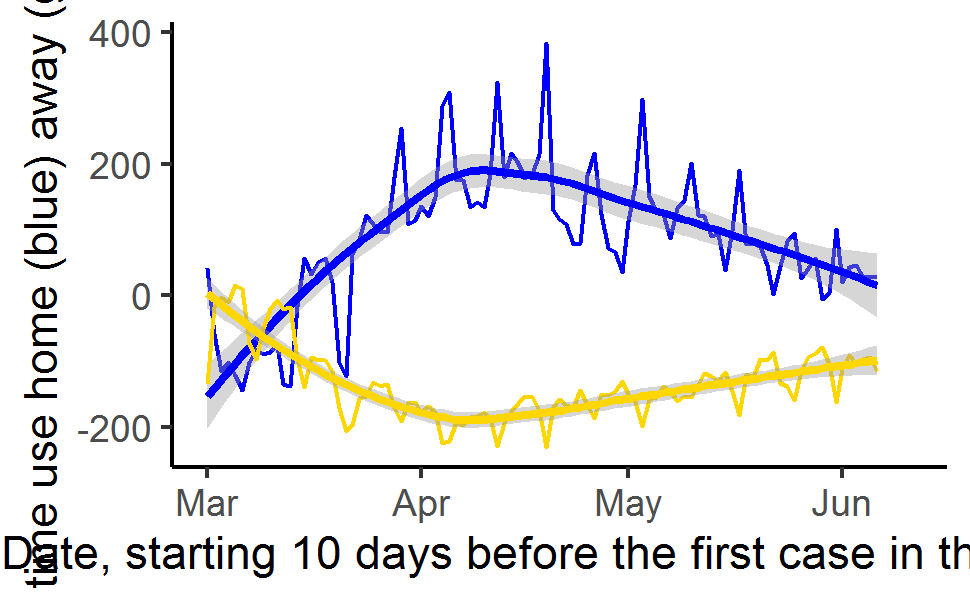 time use home (blue) away (
400
200
0
-200
Mar Apr May Jun
Date, starting 10 days before the first case in th